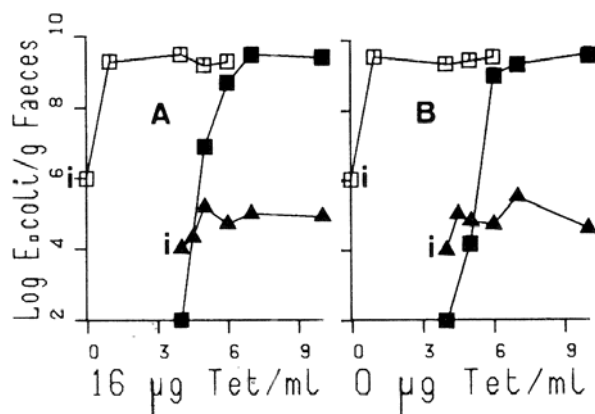 10
8
6
4
2
Log E.coli/g Faeces
A
i
i
B
i
i
0 3 6 9 0 3 6 9
16 µg Tet/ml 0 µg Tet/ml